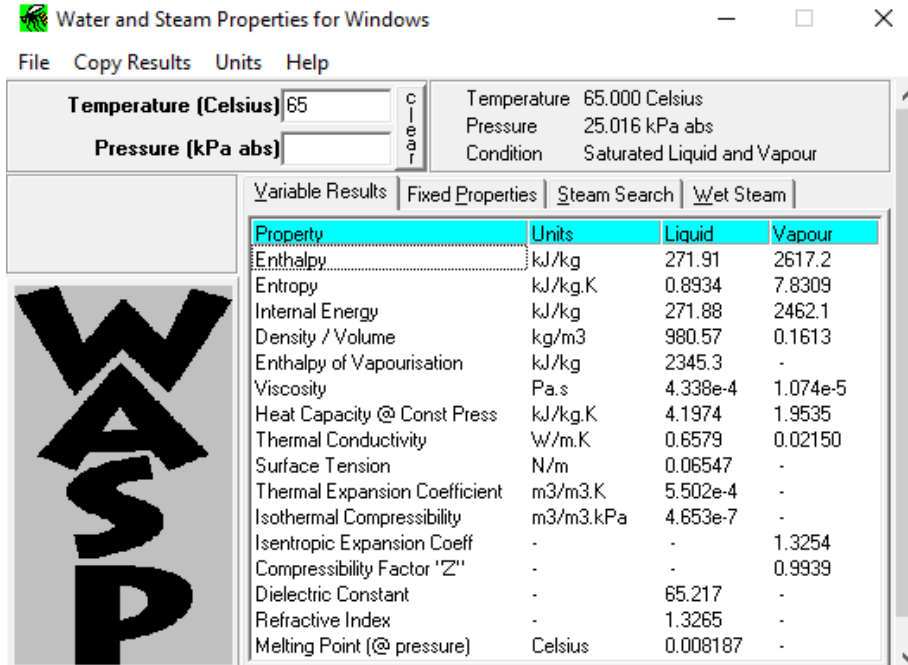 Water and Steam Properties for Windows
File Copy Results Units Help
Temperature (Celsius) 65
Pressure (kPa abs)
clear
Temperature 65.000 Celsius
Pressure 25.016 kPa abs
Condition Saturated Liquid and Vapour
Variable Results Fixed Properties Steam Search Wet Steam
Property Units Liquid Vapour
Enthalpy kJ/kg 271.91 2617.2
Entropy kJ/kg.K 0.8934 7.8309
Internal Energy kJ/kg 271.88 2462.1
Density / Volume kg/m3 980.57 0.1613
Enthalpy of Vapourisation kJ/kg 2345.3 -
Viscosity Pa.s 4.338e-4 1.074e-5
Heat Capacity @ Const Press kJ/kg.K 4.1974 1.9535
Thermal Conductivity W/m.K 0.6579 0.02150
Surface Tension N/m 0.06547 -
Thermal Expansion Coefficient m3/m3.K 5.502e-4 -
Isothermal Compressibility m3/m3.kPa 4.653e-7 -
Isentropic Expansion Coeff - - 1.3254
Compressibility Factor "Z" - - 0.9939
Dielectric Constant - 65.217 -
Refractive Index - 1.3265 -
Melting Point (@ pressure) Celsius 0.008187 -
WASP